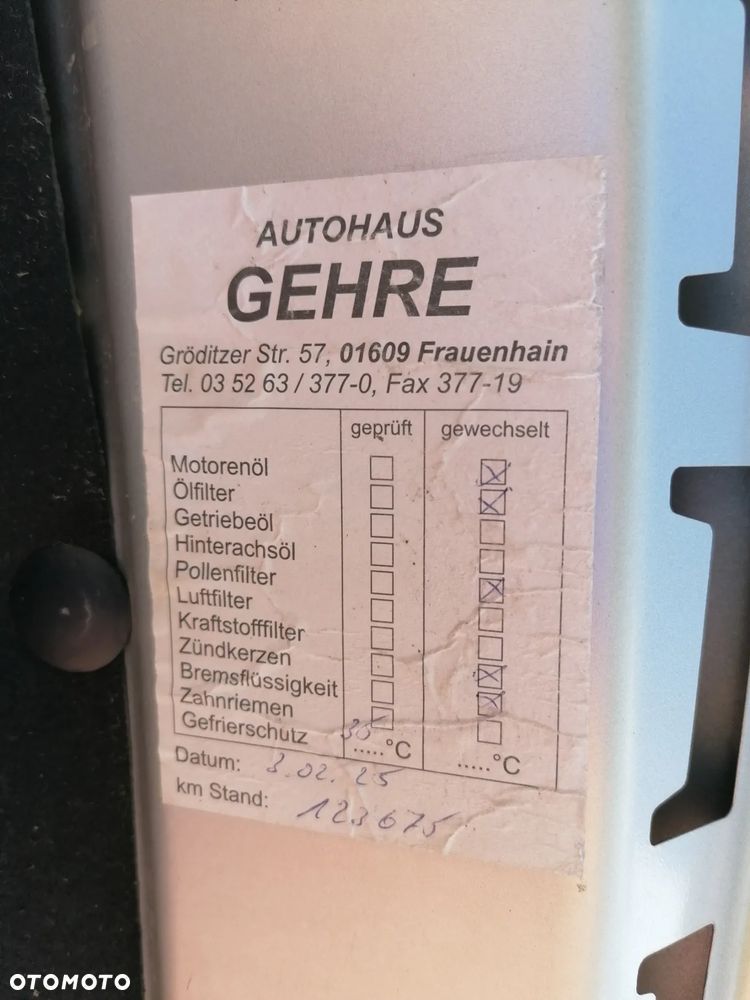 AUTOHAUS
GEHRE
Gröditzer Str. 57, 01609 Frauenhain
Tel. 03 52 63 / 377-0, Fax 377-19
geprüft gewechselt
Motorenöl
Ölfilter
Getriebeöl
Hinterachsöl
Pollenfilter
Luftfilter
Kraftstofffilter
Zündkerzen
Bremsflüssigkeit
Zahnriemen
Gefrierschutz 35 .....°C .....°C
Datum: 3.02.25
km Stand: 123675
OTOMOTO